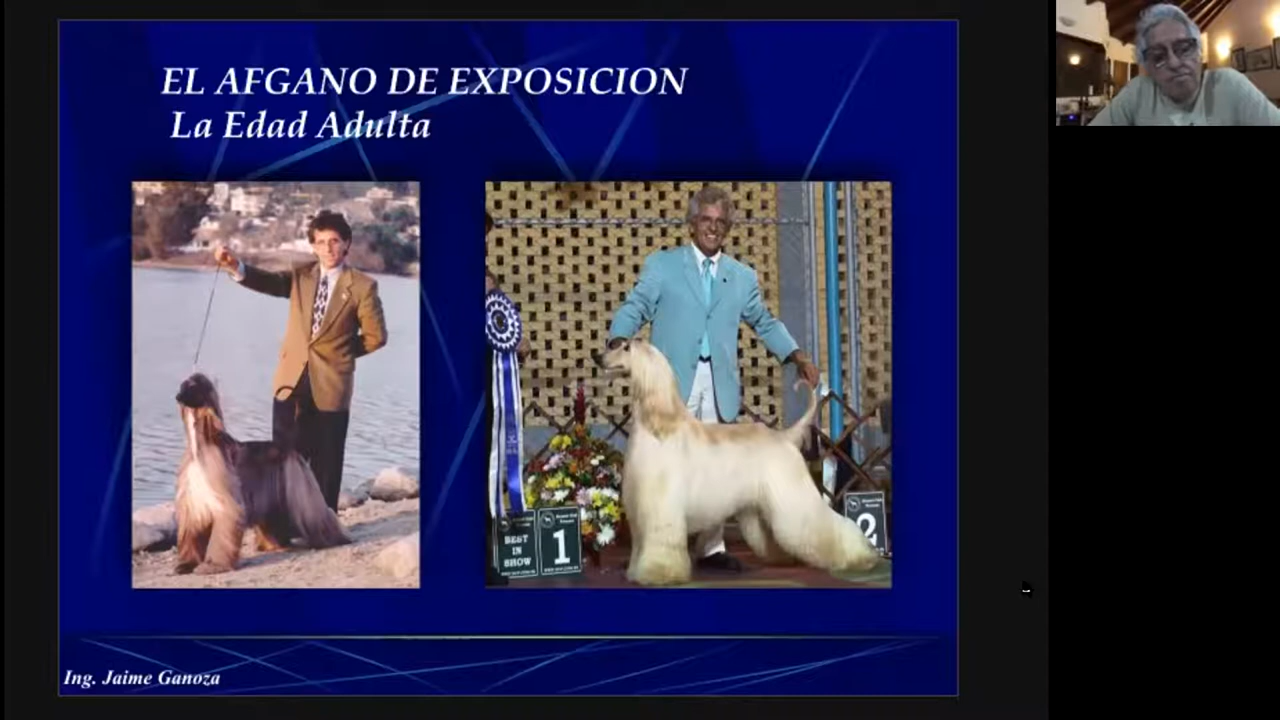 EL AFGANO DE EXPOSICION
La Edad Adulta
BEST
IN
SHOW
1
2
Ing. Jaime Ganoza